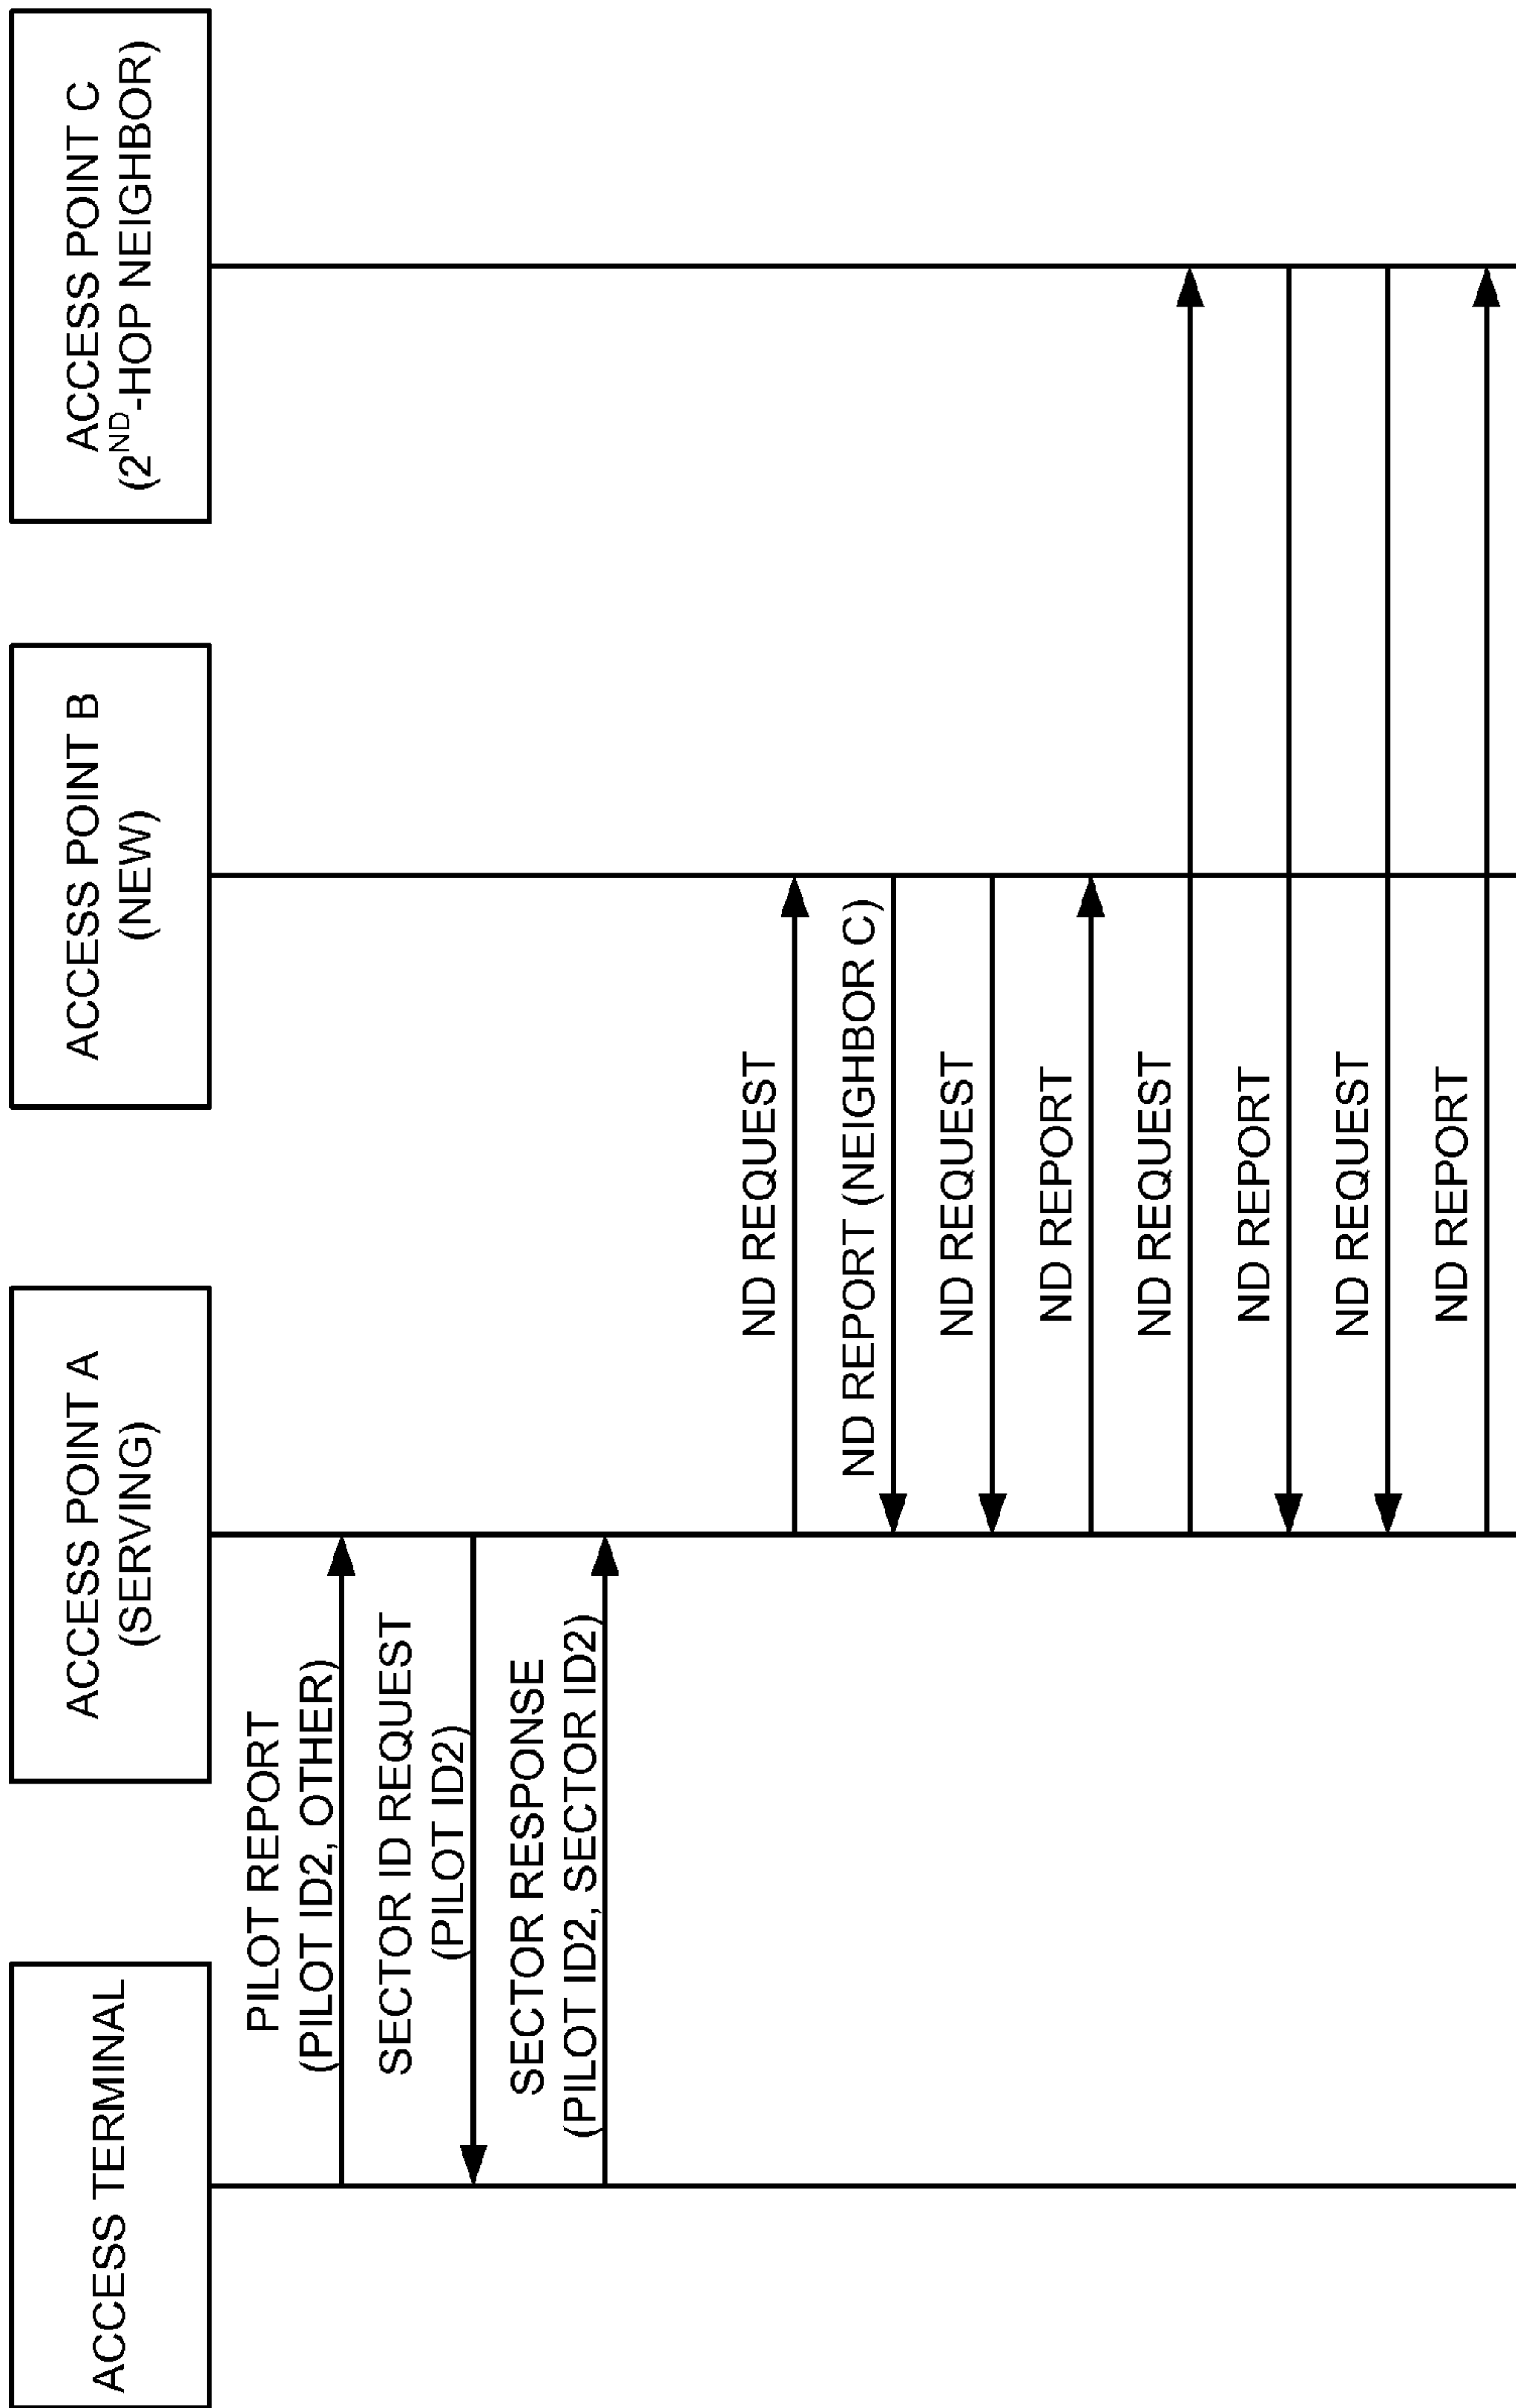 ACCESS TERMINAL
ACCESS POINT A
(SERVING)
ACCESS POINT B
(NEW)
ACCESS POINT C
(2ND-HOP NEIGHBOR)
PILOT REPORT
(PILOT ID2, OTHER)
SECTOR ID REQUEST
(PILOT ID2)
SECTOR RESPONSE
(PILOT ID2, SECTOR ID2)
ND REQUEST
ND REPORT (NEIGHBOR C)
ND REQUEST
ND REPORT
ND REQUEST
ND REPORT
ND REQUEST
ND REPORT